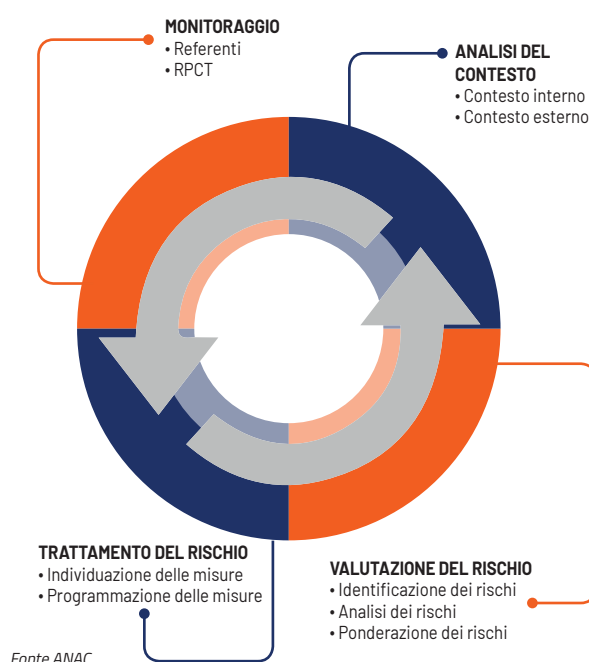 MONITORAGGIO
• Referenti
• RPCT
ANALISI DEL
CONTESTO
• Contesto interno
• Contesto esterno
TRATTAMENTO DEL RISCHIO
• Individuazione delle misure
• Programmazione delle misure
VALUTAZIONE DEL RISCHIO
• Identificazione dei rischi
• Analisi dei rischi
• Ponderazione dei rischi
Fonte ANAC